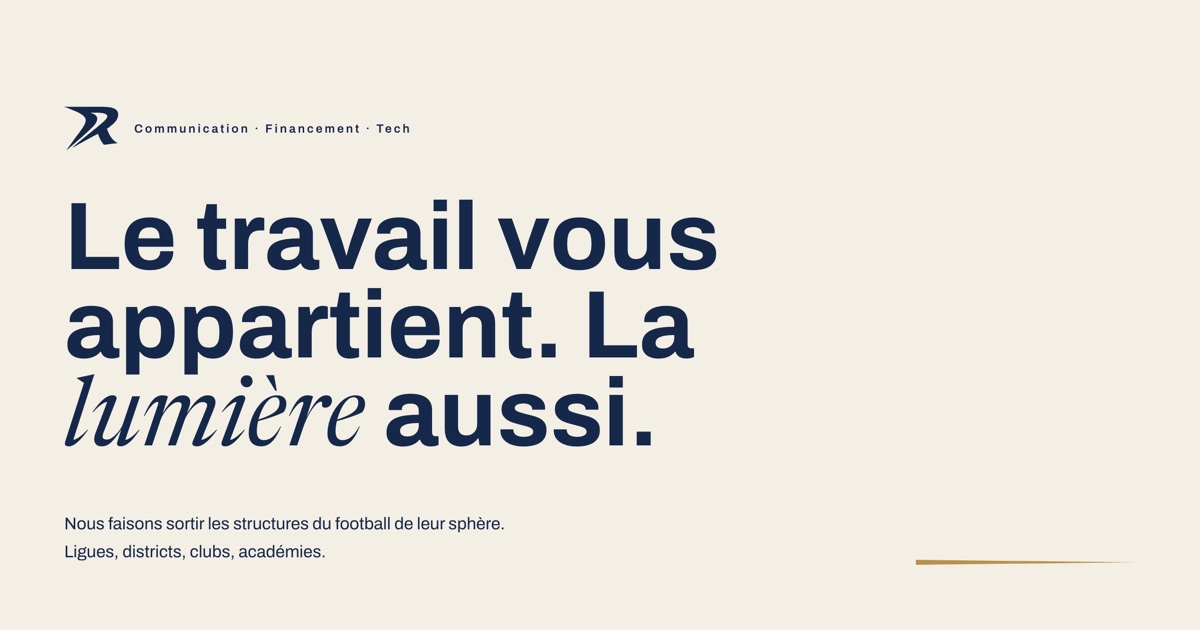 Communication · Financement · Tech
Le travail vous
appartient. La
lumière aussi.
Nous faisons sortir les structures du football de leur sphère.
Ligues, districts, clubs, académies.